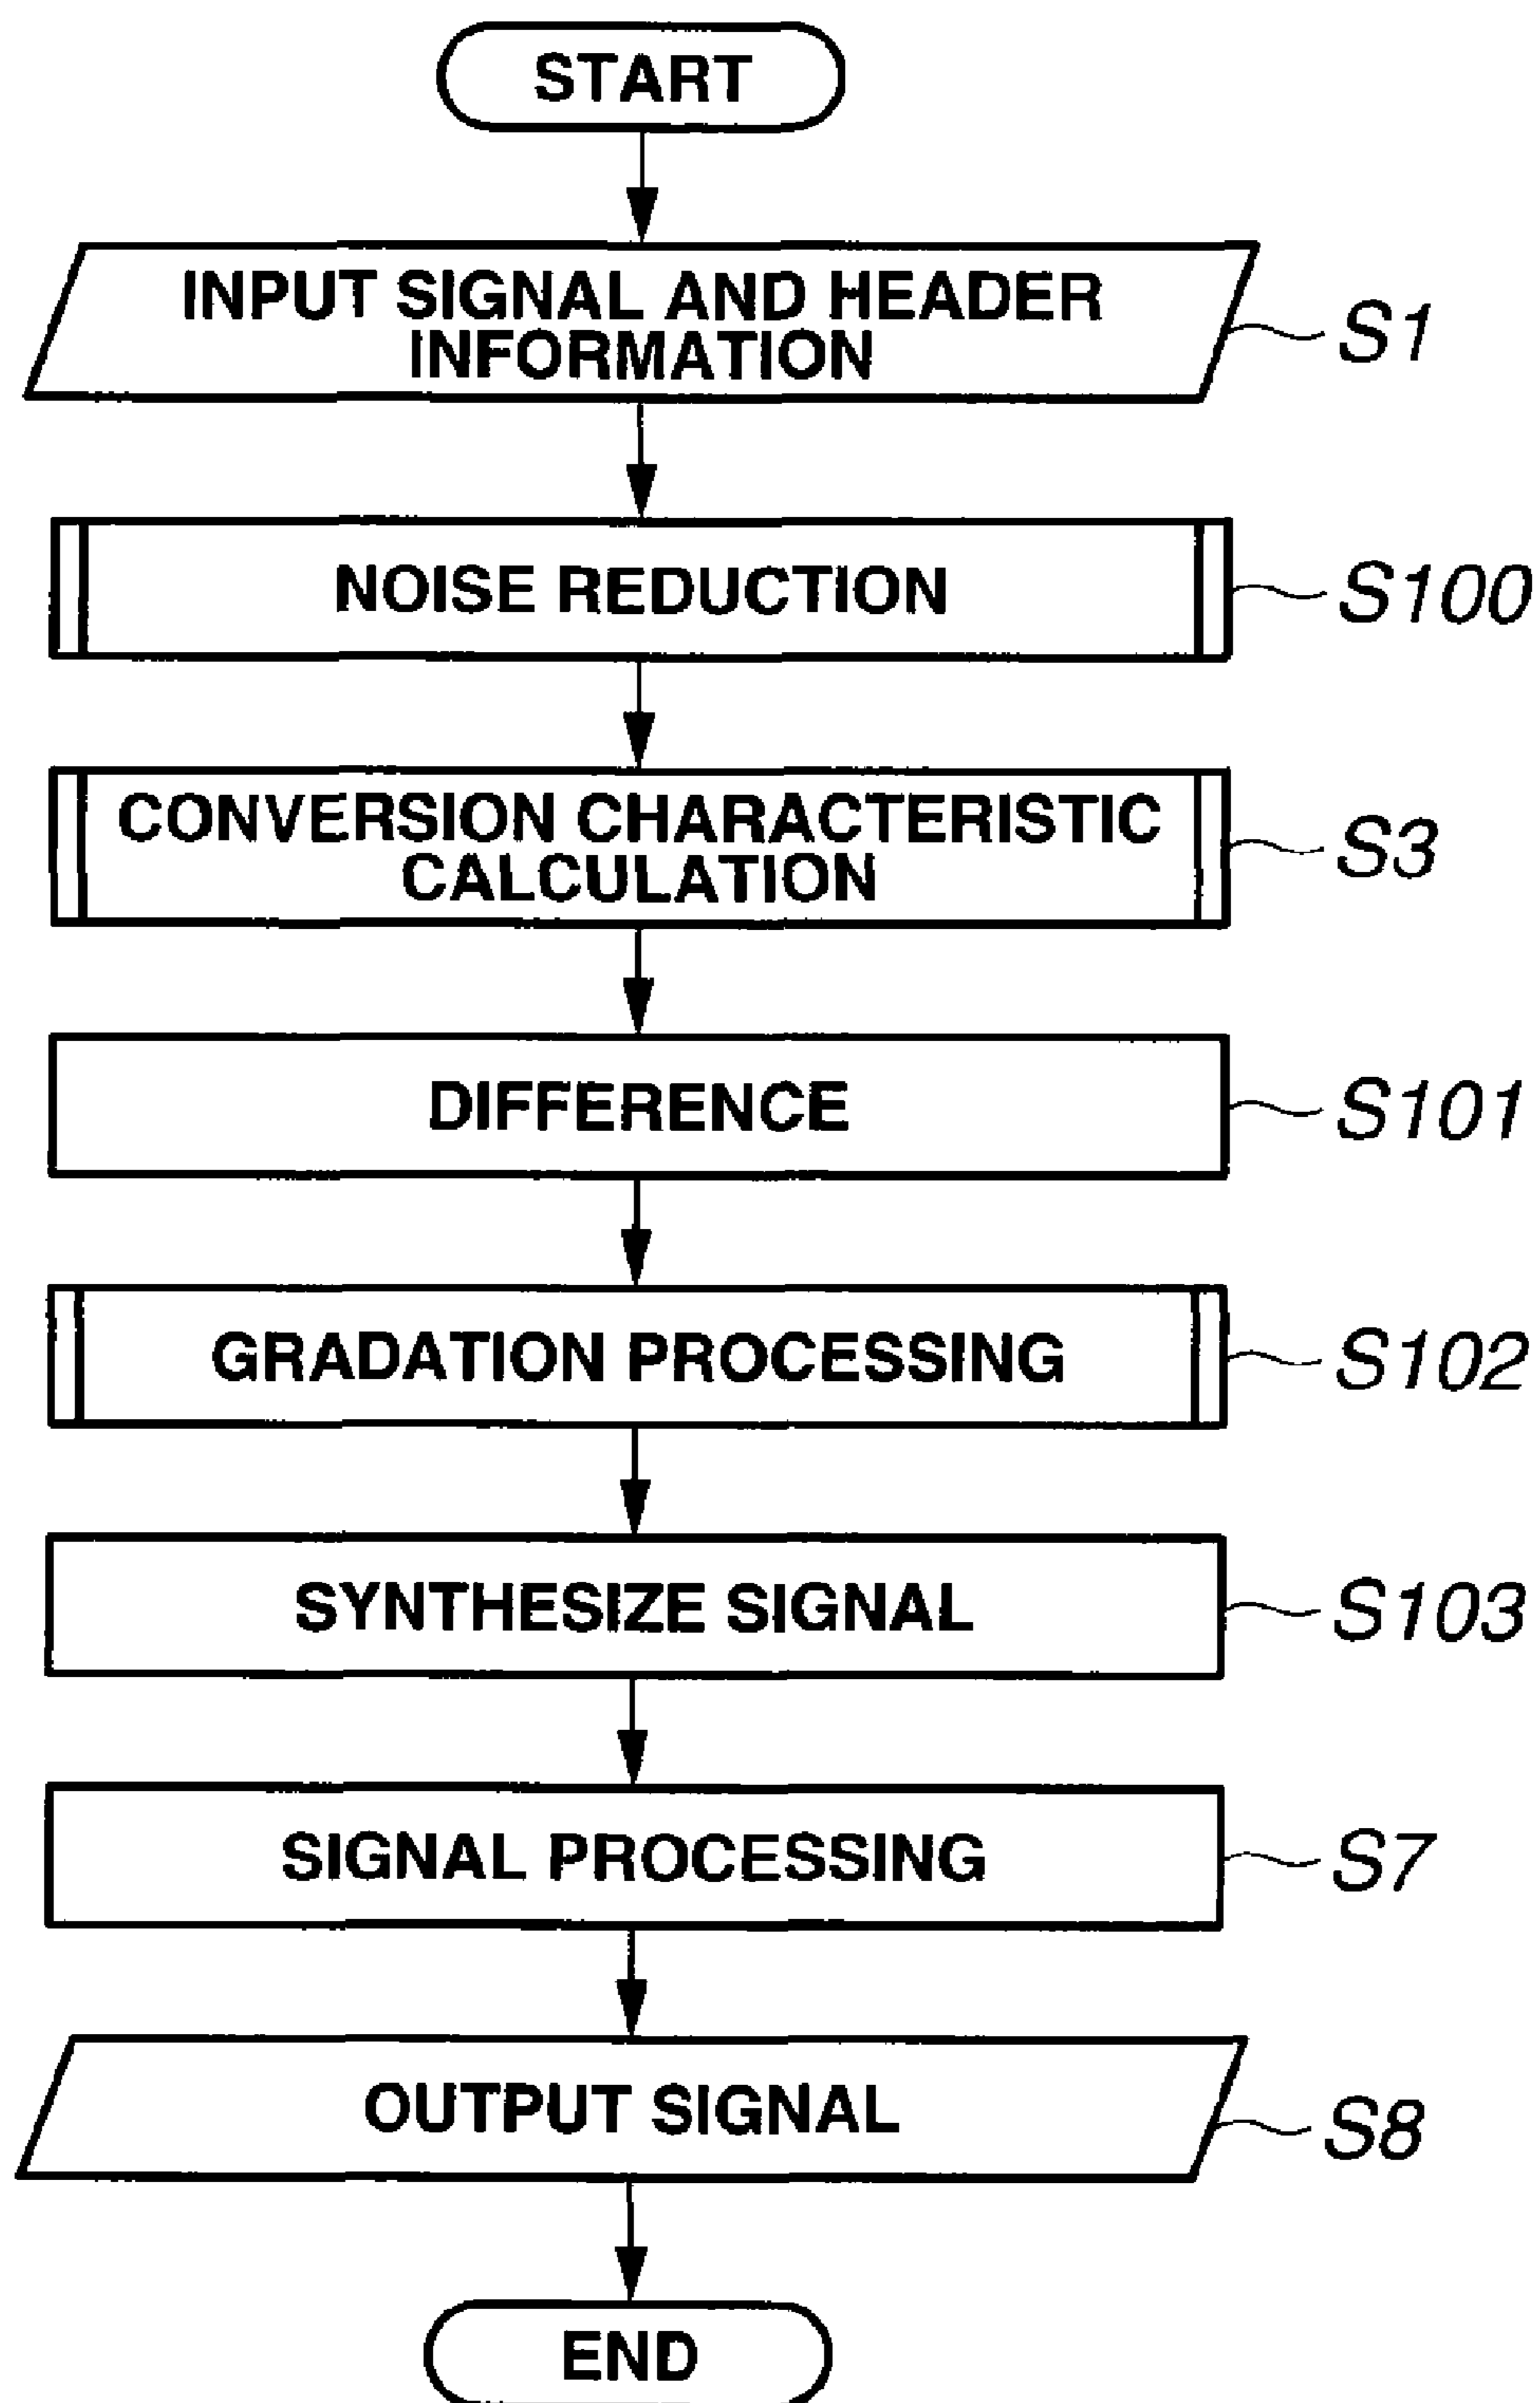 START
INPUT SIGNAL AND HEADER
INFORMATION
S1
NOISE REDUCTION
S100
CONVERSION CHARACTERISTIC
CALCULATION
S3
DIFFERENCE
S101
GRADATION PROCESSING
S102
SYNTHESIZE SIGNAL
S103
SIGNAL PROCESSING
S7
OUTPUT SIGNAL
S8
END